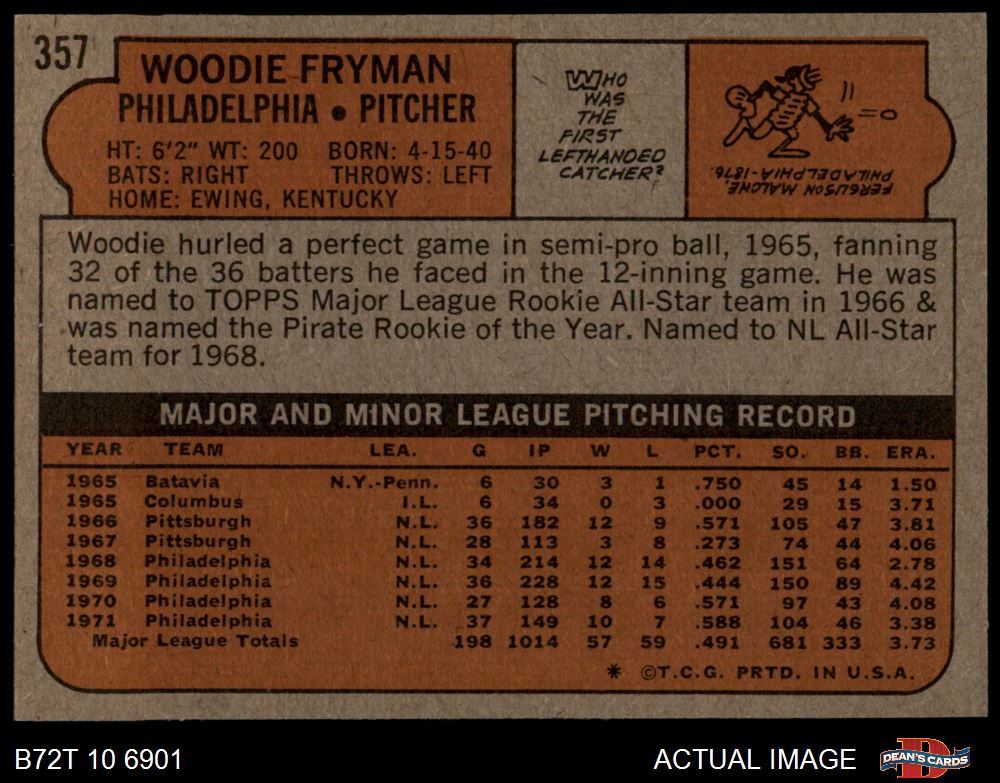 357
WOODIE FRYMAN
PHILADELPHIA • PITCHER
HT: 6'2" WT: 200 BORN: 4-15-40
BATS: RIGHT THROWS: LEFT
HOME: EWING, KENTUCKY
WHO
WAS
THE
FIRST
LEFTHANDED
CATCHER?
FERGUSON MALONE,
PHILADELPHIA-1876.
Woodie hurled a perfect game in semi-pro ball, 1965, fanning
32 of the 36 batters he faced in the 12-inning game. He was
named to TOPPS Major League Rookie All-Star team in 1966 &
was named the Pirate Rookie of the Year. Named to NL All-Star
team for 1968.
MAJOR AND MINOR LEAGUE PITCHING RECORD
YEAR TEAM LEA. G IP W L PCT. SO. BB. ERA.
1965 Batavia N.Y.-Penn. 6 30 3 1 .750 45 14 1.50
1965 Columbus I.L. 6 34 0 3 .000 29 15 3.71
1966 Pittsburgh N.L. 36 182 12 9 .571 105 47 3.81
1967 Pittsburgh N.L. 28 113 3 8 .273 74 44 4.06
1968 Philadelphia N.L. 34 214 12 14 .462 151 64 2.78
1969 Philadelphia N.L. 36 228 12 15 .444 150 89 4.42
1970 Philadelphia N.L. 27 128 8 6 .571 97 43 4.08
1971 Philadelphia N.L. 37 149 10 7 .588 104 46 3.38
Major League Totals 198 1014 57 59 .491 681 333 3.73
* ©T.C.G. PRTD. IN U.S.A.
B72T 10 6901 ACTUAL IMAGE DEAN'S CARDS